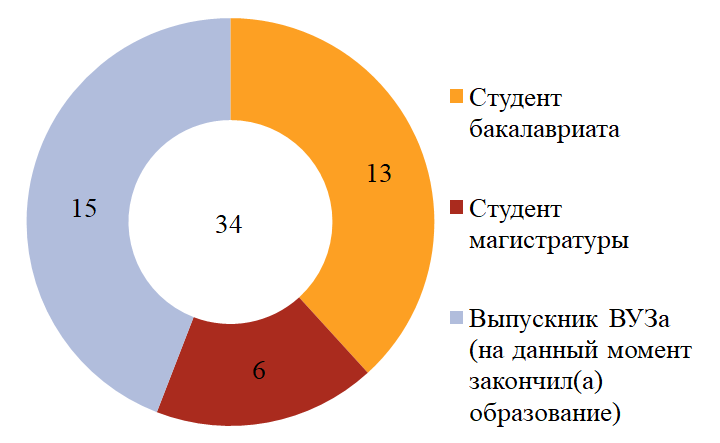 15
13
34
6
Студент
бакалавриата
Студент
магистратуры
Выпускник ВУЗа
(на данный момент
закончил(а)
образование)